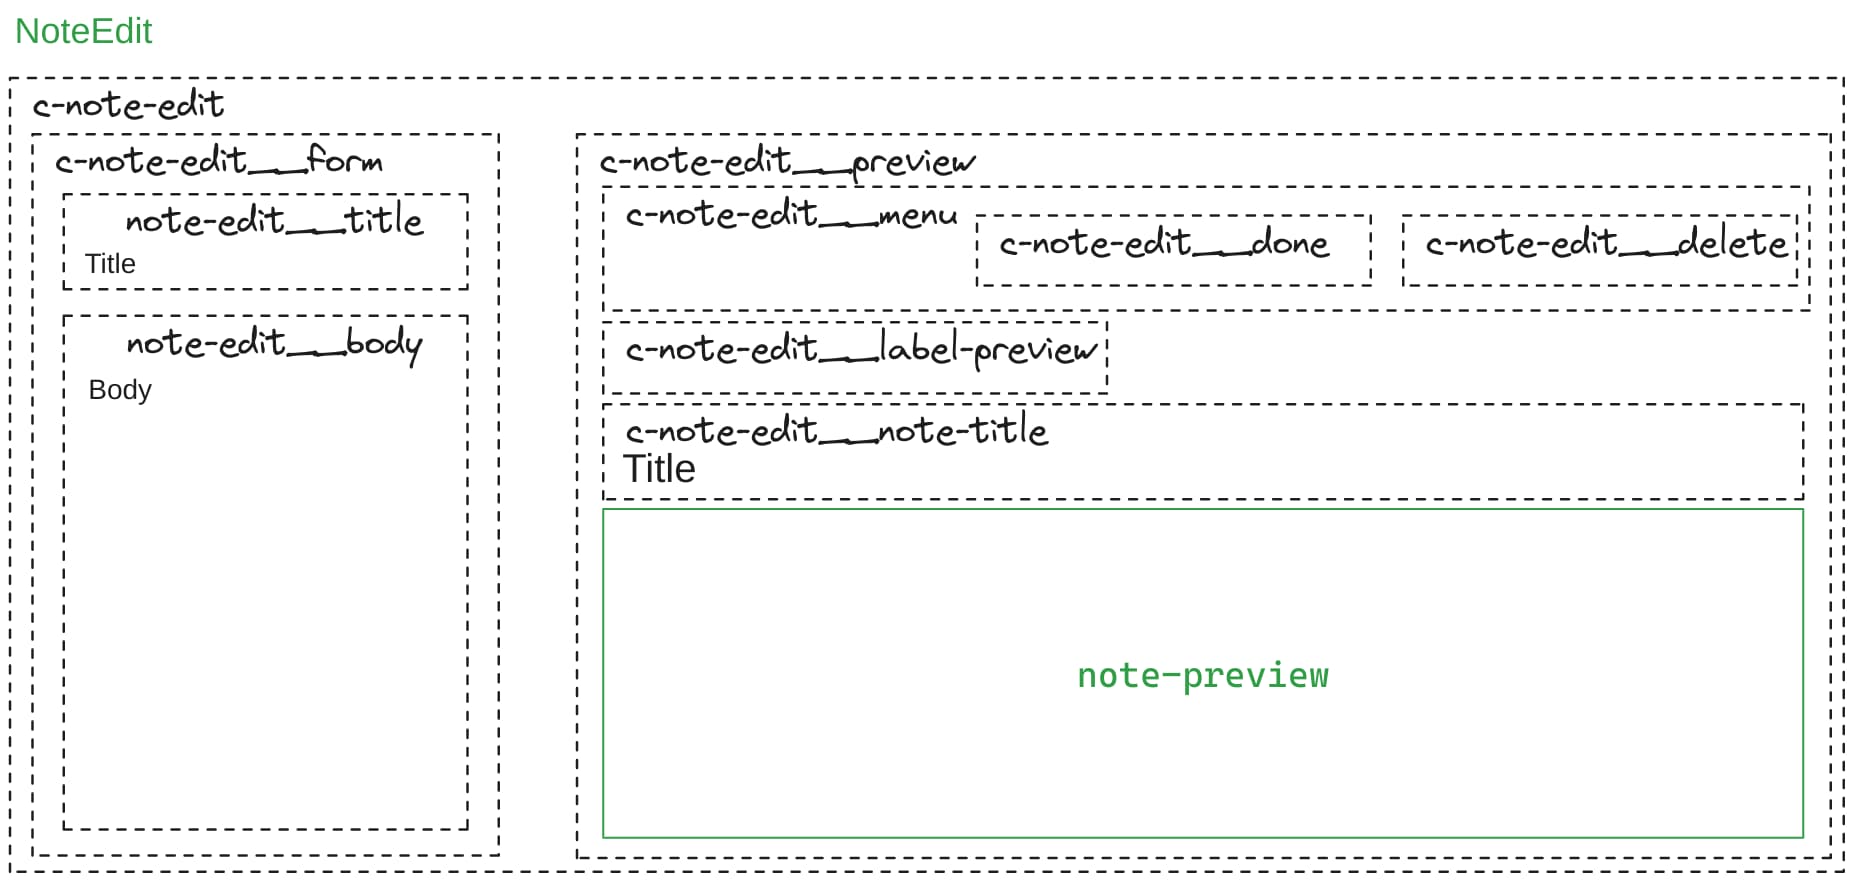 NoteEdit
c-note-edit
c-note-edit__form
note-edit__title
Title
note-edit__body
Body
c-note-edit__preview
c-note-edit__menu
c-note-edit__done
c-note-edit__delete
c-note-edit__label-preview
c-note-edit__note-title
Title
note-preview